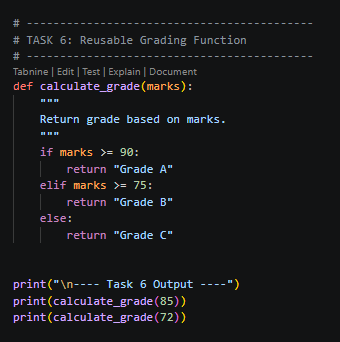 # -------------------------------------------
# TASK 6: Reusable Grading Function
# -------------------------------------------
Tabnine | Edit | Test | Explain | Document
def calculate_grade(marks):
    """
    Return grade based on marks.
    """
    if marks >= 90:
        return "Grade A"
    elif marks >= 75:
        return "Grade B"
    else:
        return "Grade C"
print("\n---- Task 6 Output ----")
print(calculate_grade(85))
print(calculate_grade(72))